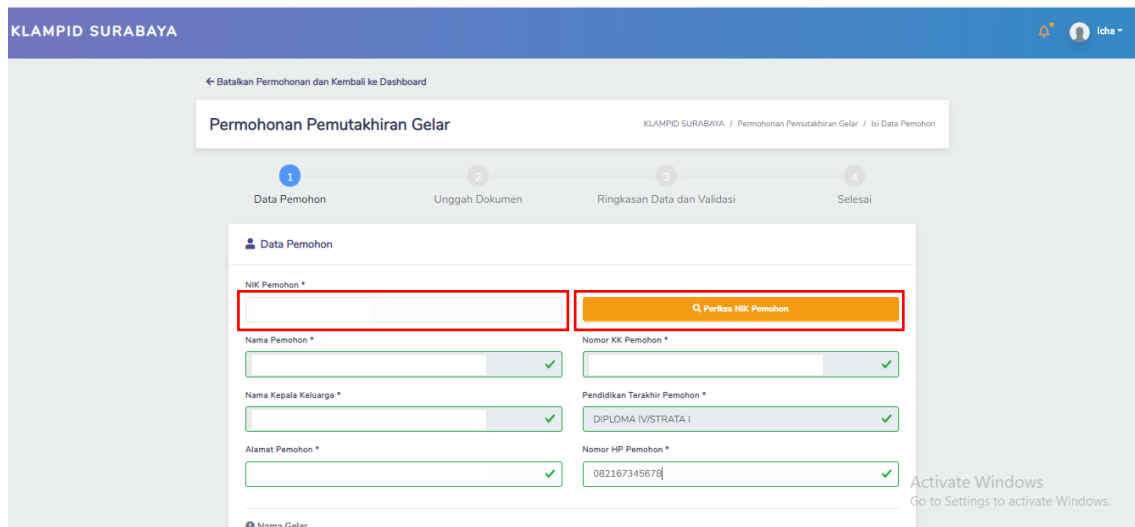 KLAMPID SURABAYA
Icha
← Batalkan Permohonan dan Kembali ke Dashboard
Permohonan Pemutakhiran Gelar
KLAMPID SURABAYA / Permohonan Pemutakhiran Gelar / Isi Data Pemohon
1 2 3 4
Data Pemohon Unggah Dokumen Ringkasan Data dan Validasi Selesai
Data Pemohon
NIK Pemohon *
Periksa NIK Pemohon
Nama Pemohon * Nomor KK Pemohon *
Nama Kepala Keluarga * Pendidikan Terakhir Pemohon *
DIPLOMA IV/STRATA I
Alamat Pemohon * Nomor HP Pemohon *
082167345678
Activate Windows
Go to Settings to activate Windows.
Nama Gelar